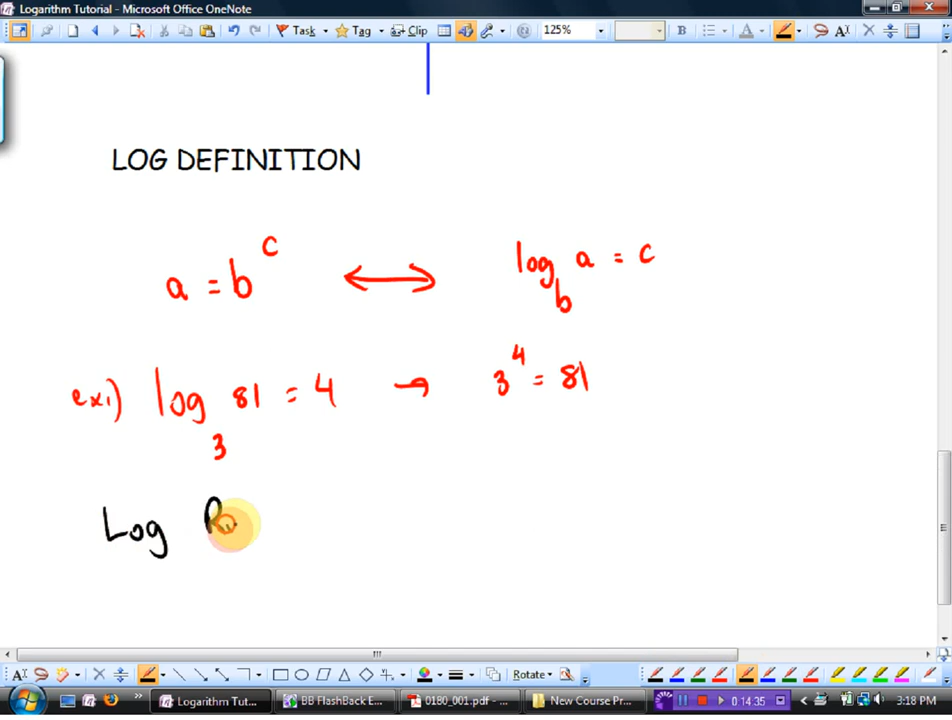 Logarithm Tutorial - Microsoft Office OneNote
Task Tag Clip 125% B A
LOG DEFINITION
a = b^c ↔ log_b a = c
ex1) log_3 81 = 4 → 3^4 = 81
Log R
Rotate
Logarithm Tut... BB FlashBack E... 0180_001.pdf - ... New Course Pr... 0:14:35 3:18 PM